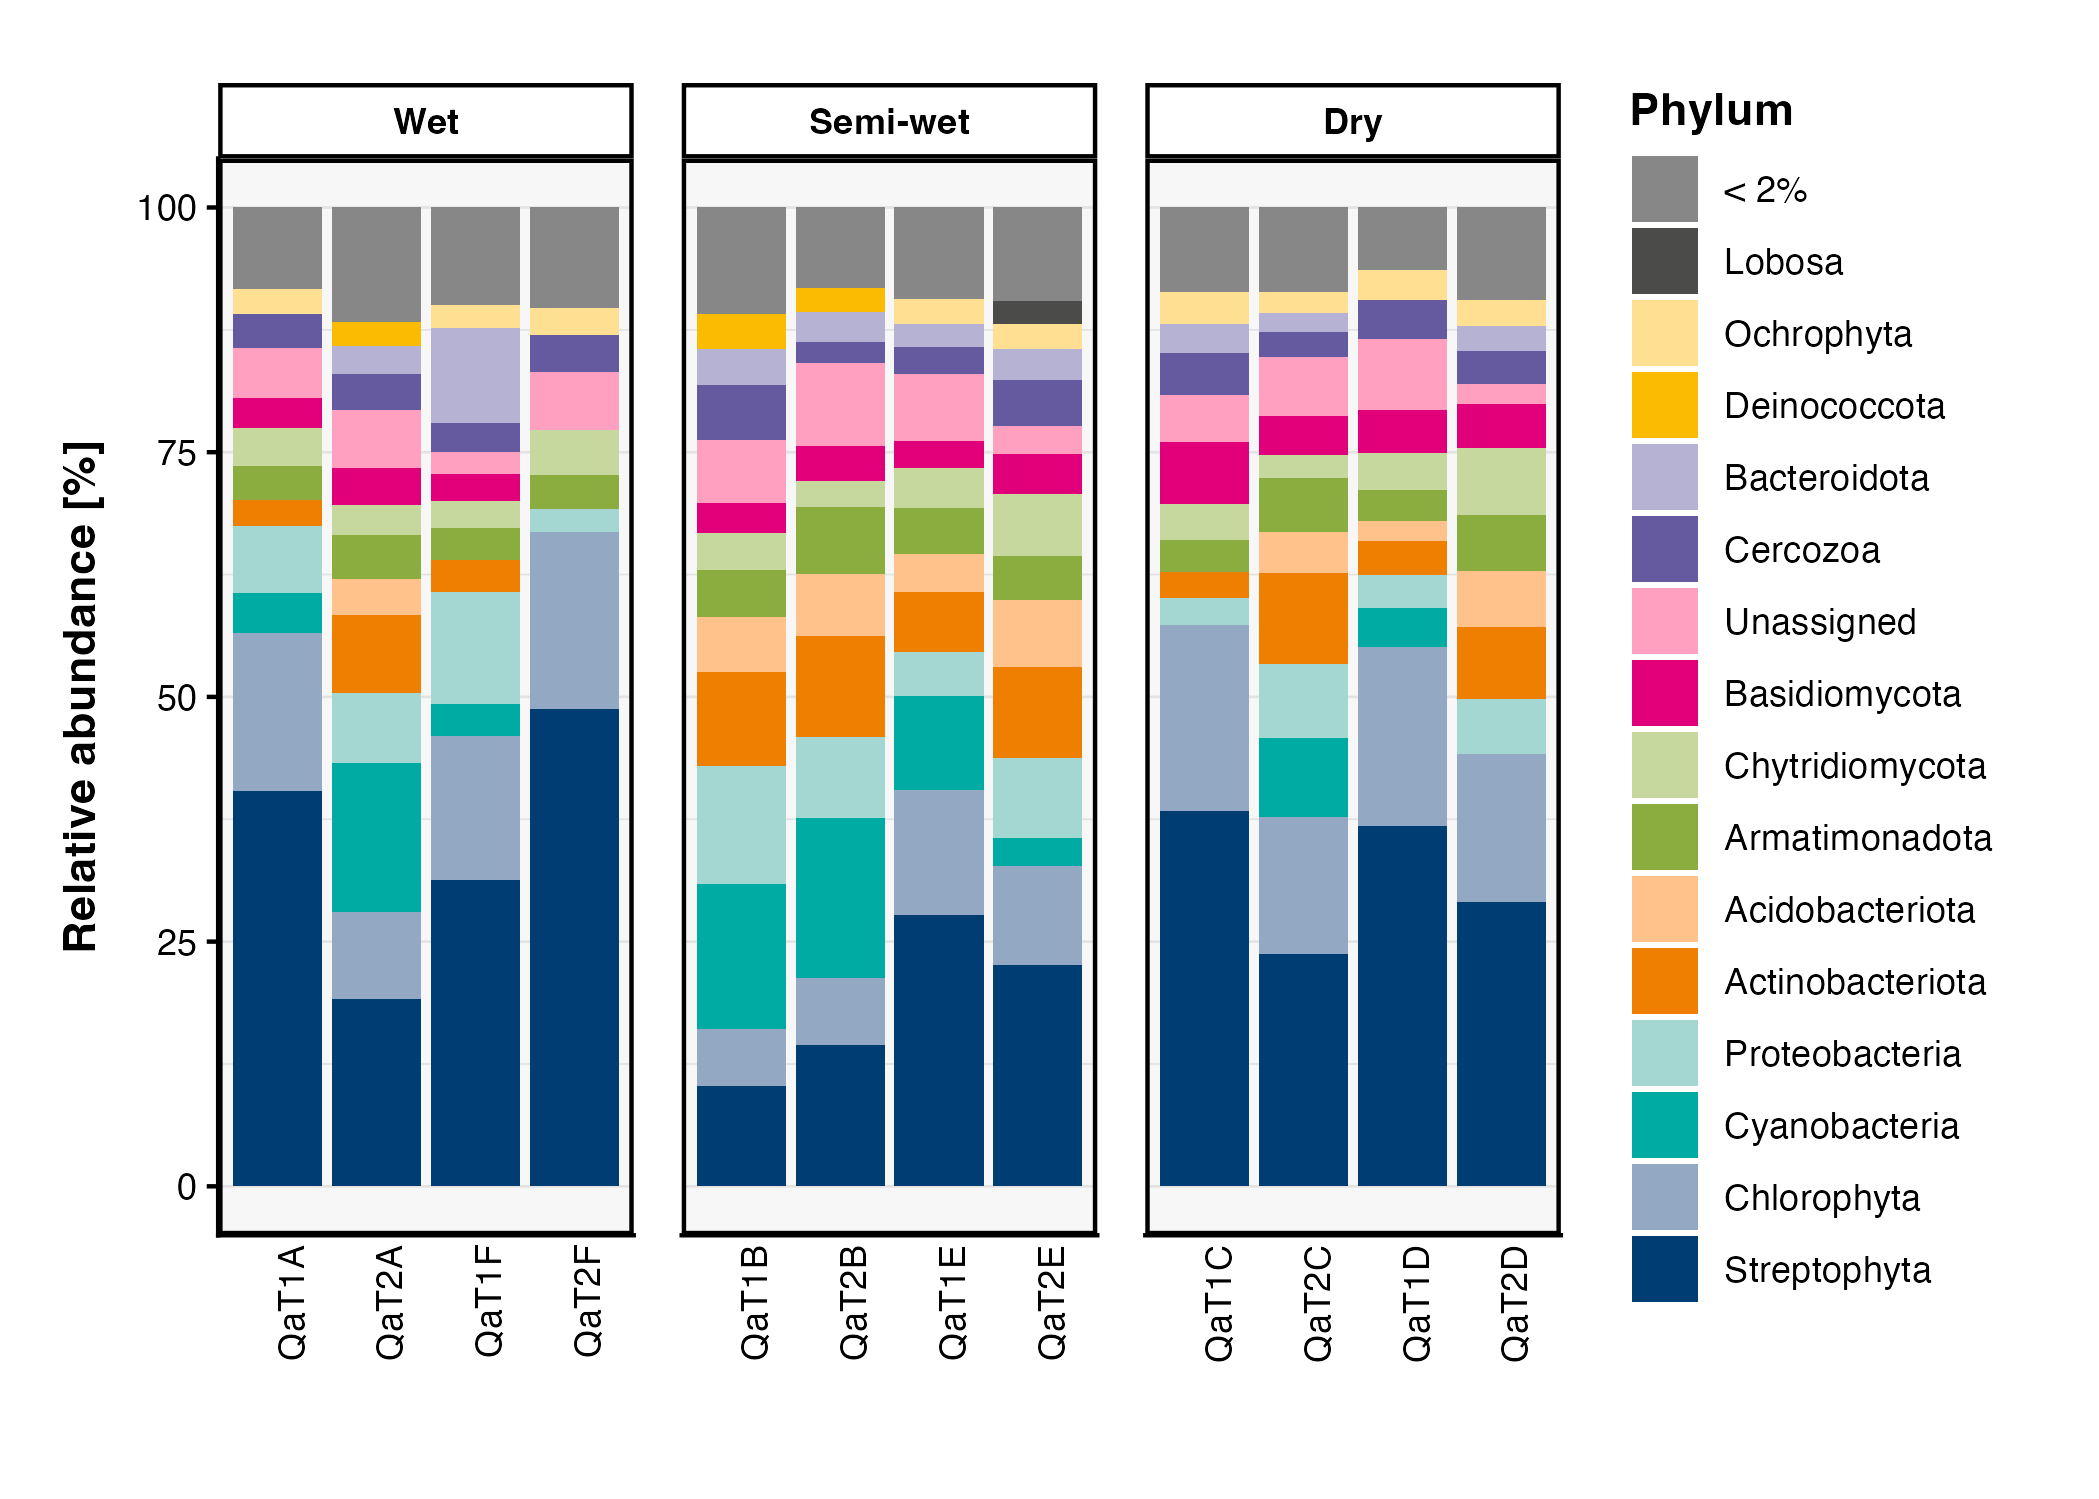 Wet
Semi-wet
Dry
Relative abundance [%]
100
75
50
25
0
QaT1A
QaT2A
QaT1F
QaT2F
QaT1B
QaT2B
QaT1E
QaT2E
QaT1C
QaT2C
QaT1D
QaT2D
Phylum
< 2%
Lobosa
Ochrophyta
Deinococcota
Bacteroidota
Cercozoa
Unassigned
Basidiomycota
Chytridiomycota
Armatimonadota
Acidobacteriota
Actinobacteriota
Proteobacteria
Cyanobacteria
Chlorophyta
Streptophyta